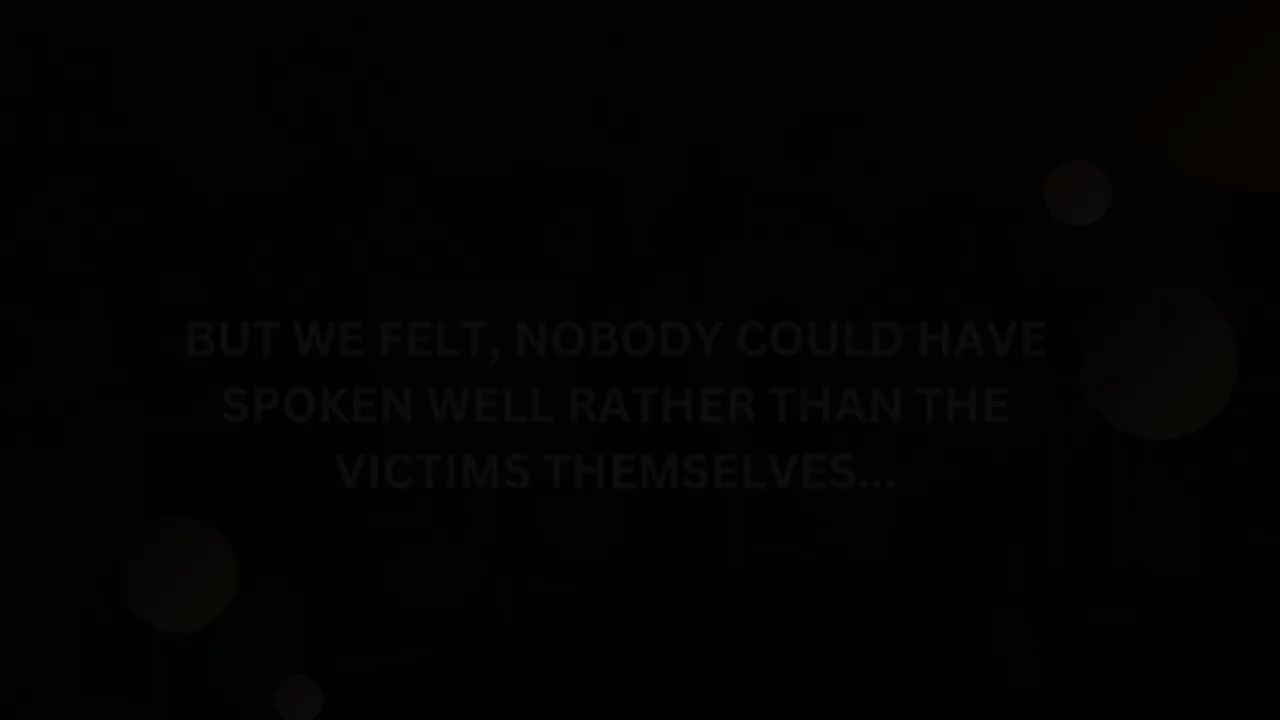 BUT WE FELT, NOBODY COULD HAVE
SPOKEN WELL RATHER THAN THE
VICTIMS THEMSELVES...